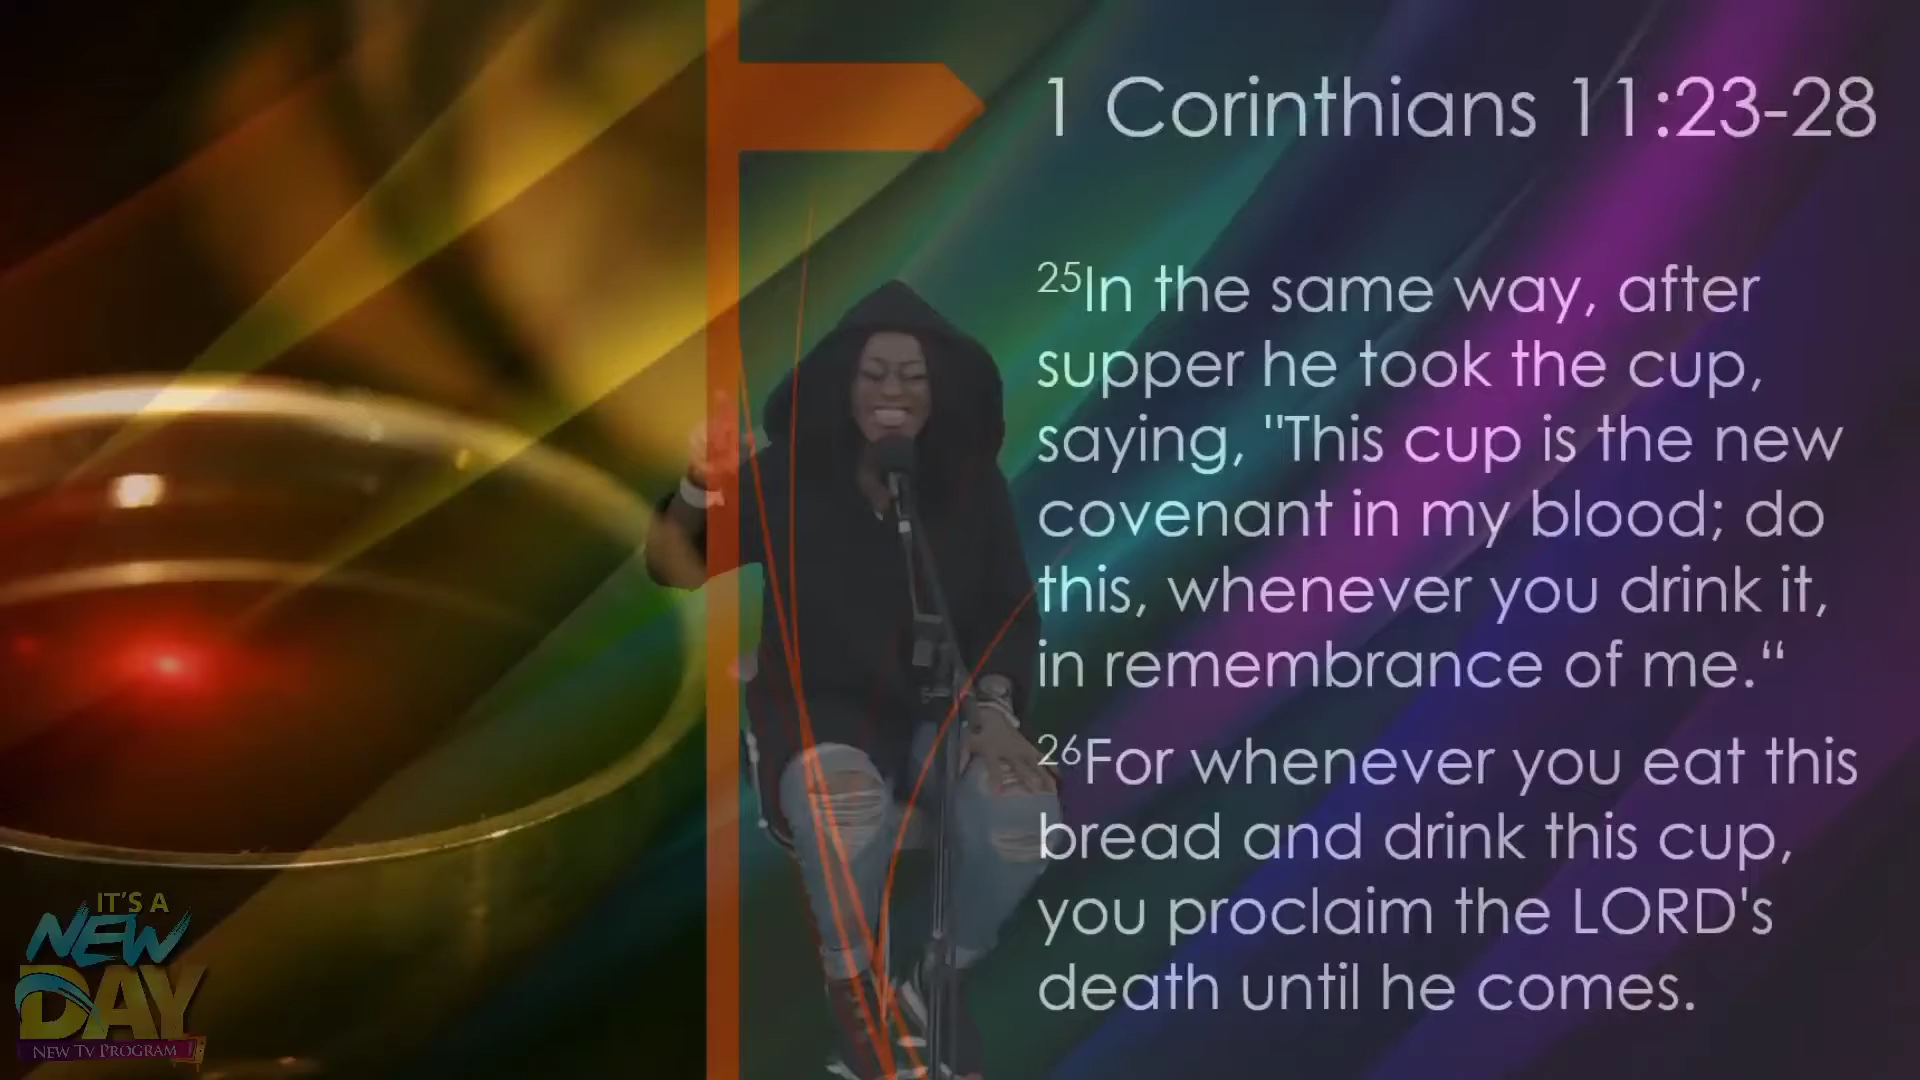 1 Corinthians 11:23-28
25In the same way, after
supper he took the cup,
saying, "This cup is the new
covenant in my blood; do
this, whenever you drink it,
in remembrance of me.“
26For whenever you eat this
bread and drink this cup,
you proclaim the LORD's
death until he comes.
IT'S A
NEW
DAY
NEW TV PROGRAM